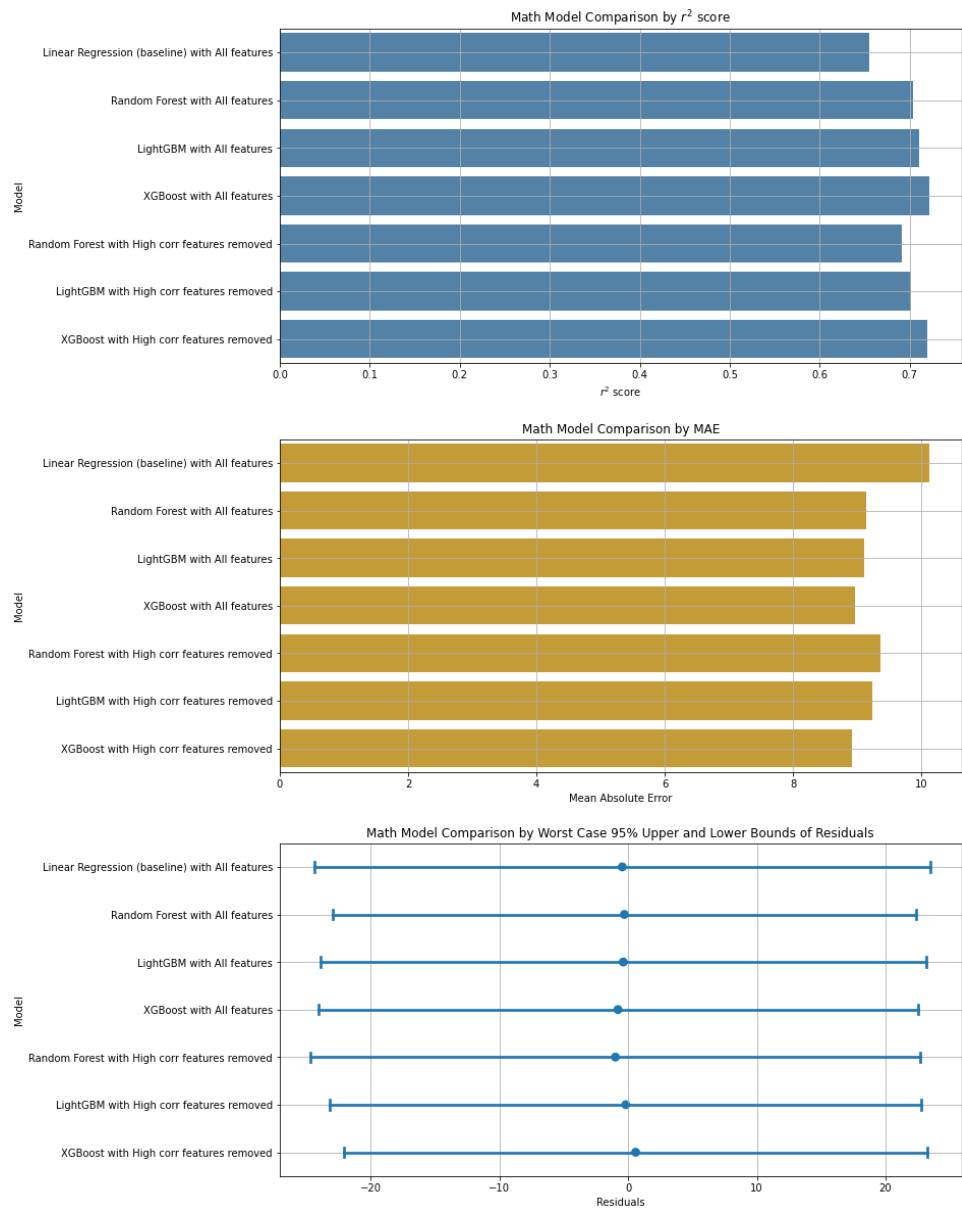 Math Model Comparison by r² score
Linear Regression (baseline) with All features
Random Forest with All features
LightGBM with All features
XGBoost with All features
Random Forest with High corr features removed
LightGBM with High corr features removed
XGBoost with High corr features removed
Model
0.0 0.1 0.2 0.3 0.4 0.5 0.6 0.7
r² score
Math Model Comparison by MAE
Linear Regression (baseline) with All features
Random Forest with All features
LightGBM with All features
XGBoost with All features
Random Forest with High corr features removed
LightGBM with High corr features removed
XGBoost with High corr features removed
Model
0 2 4 6 8 10
Mean Absolute Error
Math Model Comparison by Worst Case 95% Upper and Lower Bounds of Residuals
Linear Regression (baseline) with All features
Random Forest with All features
LightGBM with All features
XGBoost with All features
Random Forest with High corr features removed
LightGBM with High corr features removed
XGBoost with High corr features removed
Model
−20 −10 0 10 20
Residuals